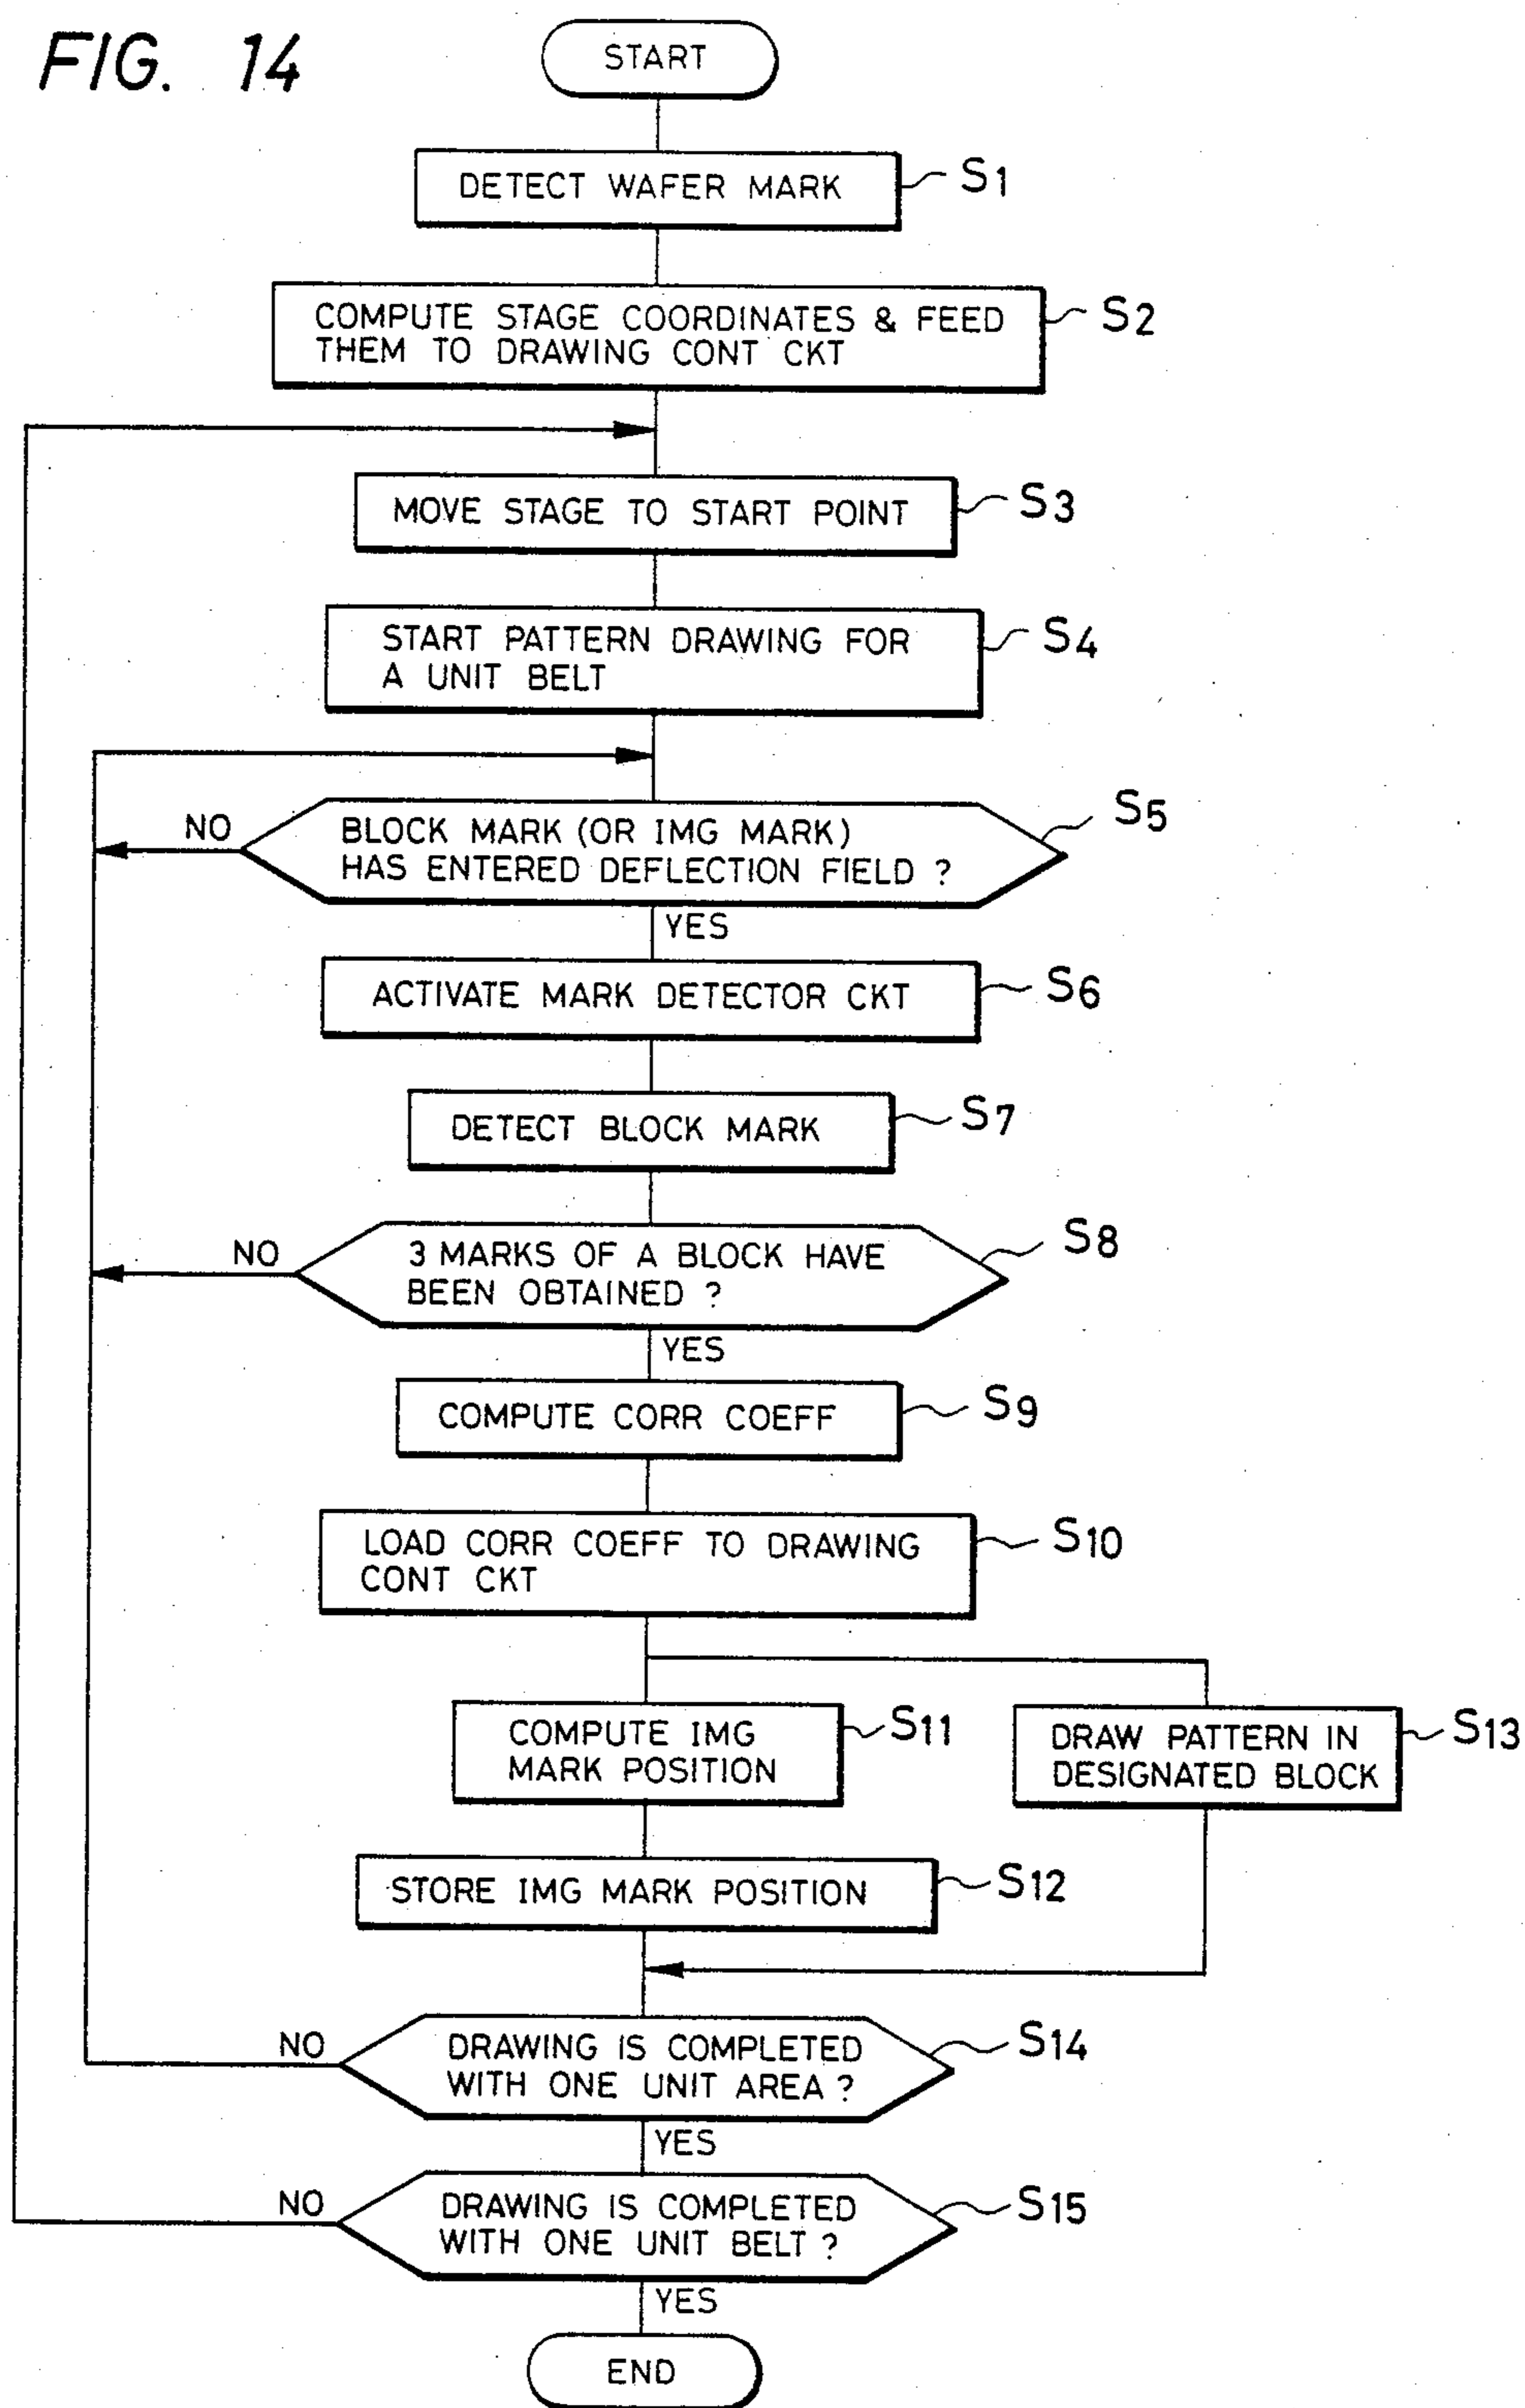 FIG. 14
START
DETECT WAFER MARK
S1
COMPUTE STAGE COORDINATES & FEED
THEM TO DRAWING CONT CKT
S2
MOVE STAGE TO START POINT
S3
START PATTERN DRAWING FOR
A UNIT BELT
S4
BLOCK MARK (OR IMG MARK)
HAS ENTERED DEFLECTION FIELD ?
S5
NO
YES
ACTIVATE MARK DETECTOR CKT
S6
DETECT BLOCK MARK
S7
3 MARKS OF A BLOCK HAVE
BEEN OBTAINED ?
S8
NO
YES
COMPUTE CORR COEFF
S9
LOAD CORR COEFF TO DRAWING
CONT CKT
S10
COMPUTE IMG
MARK POSITION
S11
DRAW PATTERN IN
DESIGNATED BLOCK
S13
STORE IMG MARK POSITION
S12
DRAWING IS COMPLETED
WITH ONE UNIT AREA ?
S14
NO
YES
DRAWING IS COMPLETED
WITH ONE UNIT BELT ?
S15
NO
YES
END